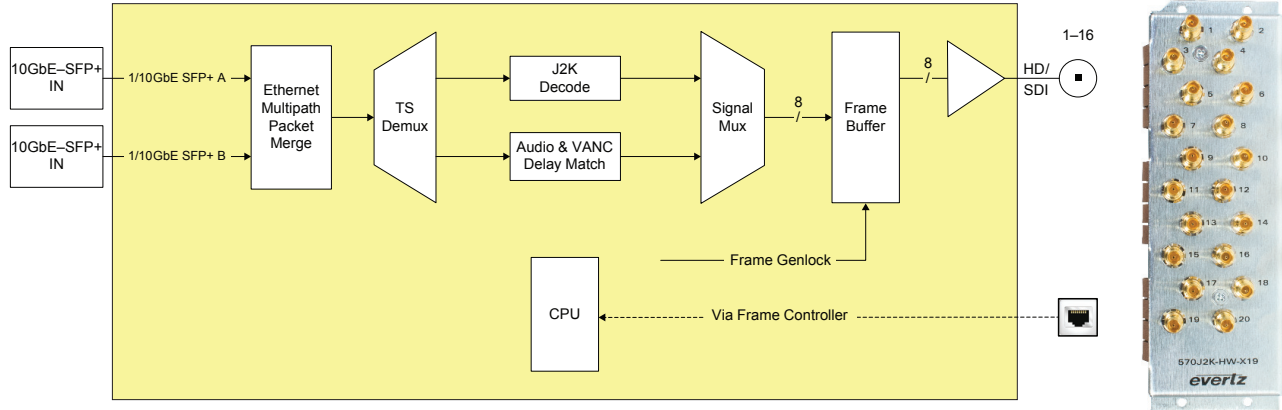 10GbE–SFP+
IN
10GbE–SFP+
IN
1/10GbE SFP+ A
1/10GbE SFP+ B
Ethernet
Multipath
Packet
Merge
TS
Demux
J2K
Decode
Audio & VANC
Delay Match
Signal
Mux
8
/
Frame
Buffer
8
/
HD/
SDI
1–16
Frame Genlock
CPU
Via Frame Controller
1 2
3 4
5 6
7 8
9 10
11 12
13 14
15 16
17 18
19 20
570J2K-HW-X19
evertz